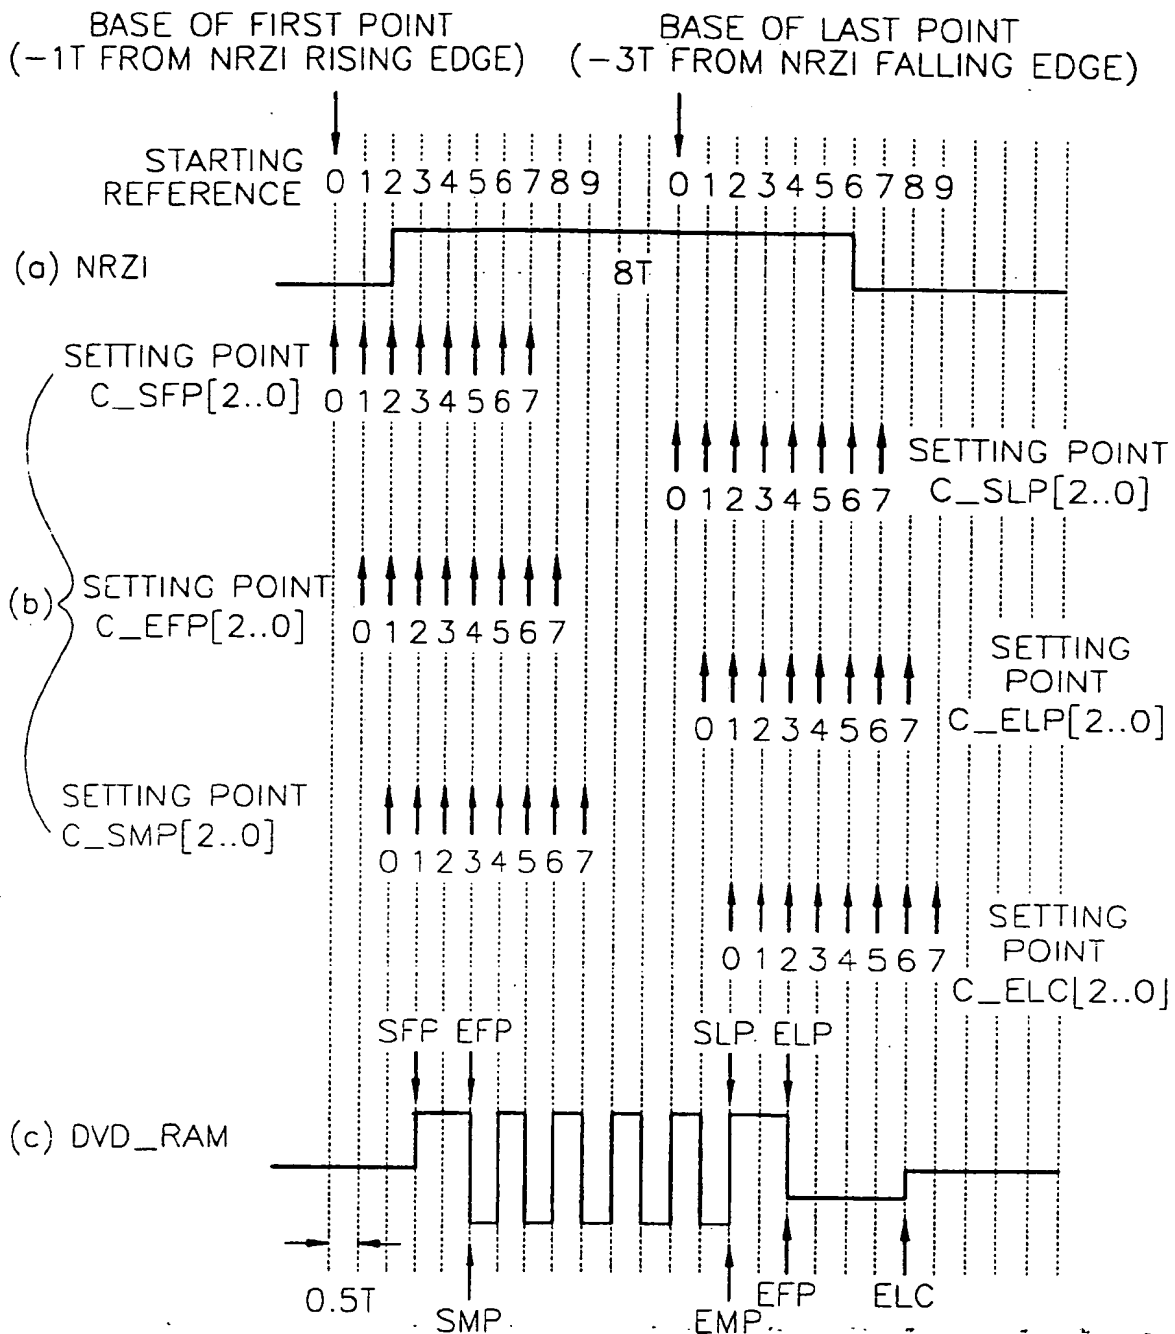 BASE OF FIRST POINT
(-1T FROM NRZI RISING EDGE)
BASE OF LAST POINT
(-3T FROM NRZI FALLING EDGE)
STARTING
REFERENCE
0 1 2 3 4 5 6 7 8 9
0 1 2 3 4 5 6 7 8 9
(a) NRZI
8T
SETTING POINT
C_SFP[2..0]
0 1 2 3 4 5 6 7
SETTING POINT
C_SLP[2..0]
0 1 2 3 4 5 6 7
(b)
SETTING POINT
C_EFP[2..0]
0 1 2 3 4 5 6 7
SETTING
POINT
C_ELP[2..0]
0 1 2 3 4 5 6 7
SETTING POINT
C_SMP[2..0]
0 1 2 3 4 5 6 7
SETTING
POINT
C_ELC[2..0]
0 1 2 3 4 5 6 7
SFP EFP
SLP ELP
(c) DVD_RAM
0.5T
SMP
EMP
EFP
ELC